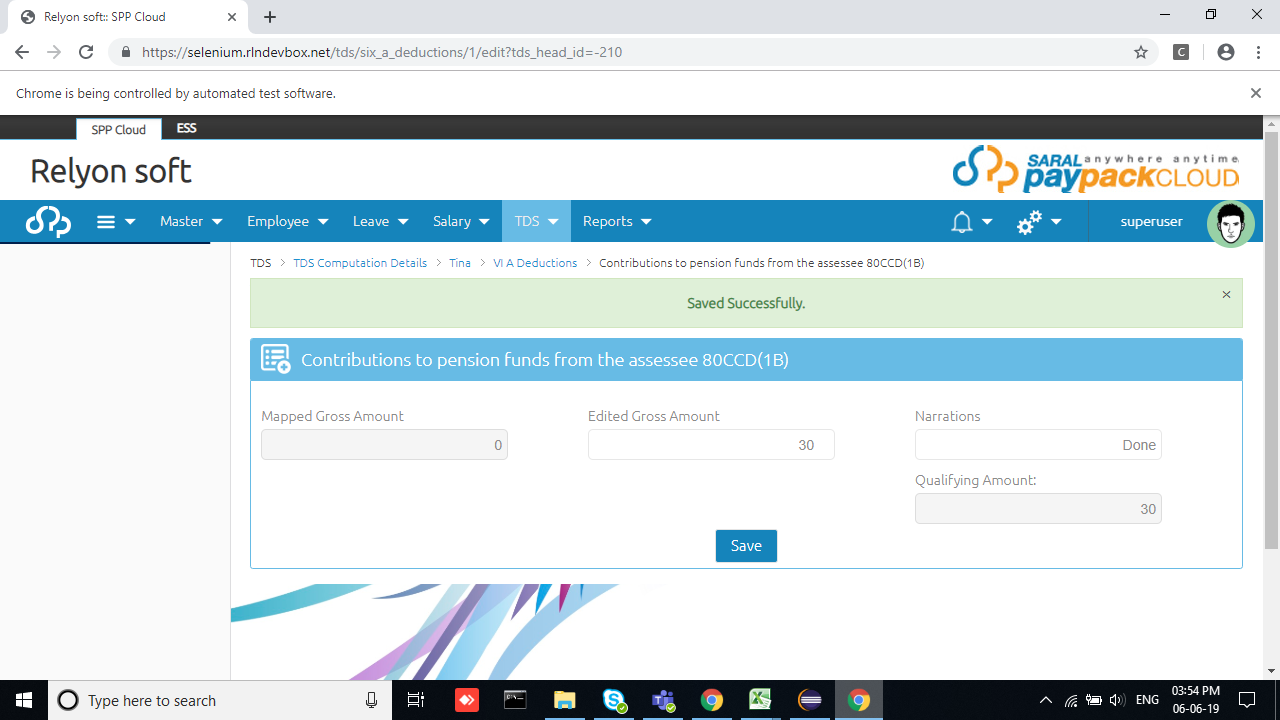 Relyon soft:: SPP Cloud
https://selenium.rlndevbox.net/tds/six_a_deductions/1/edit?tds_head_id=-210
C
Chrome is being controlled by automated test software.
SPP Cloud ESS
Relyon soft
SARAL anywhere anytime
paypackCLOUD
Master Employee Leave Salary TDS Reports superuser
TDS > TDS Computation Details > Tina > VI A Deductions > Contributions to pension funds from the assessee 80CCD(1B)
Saved Successfully. ×
Contributions to pension funds from the assessee 80CCD(1B)
Mapped Gross Amount Edited Gross Amount Narrations
0 30 Done
Qualifying Amount:
30
Save
Type here to search
ENG 03:54 PM
06-06-19